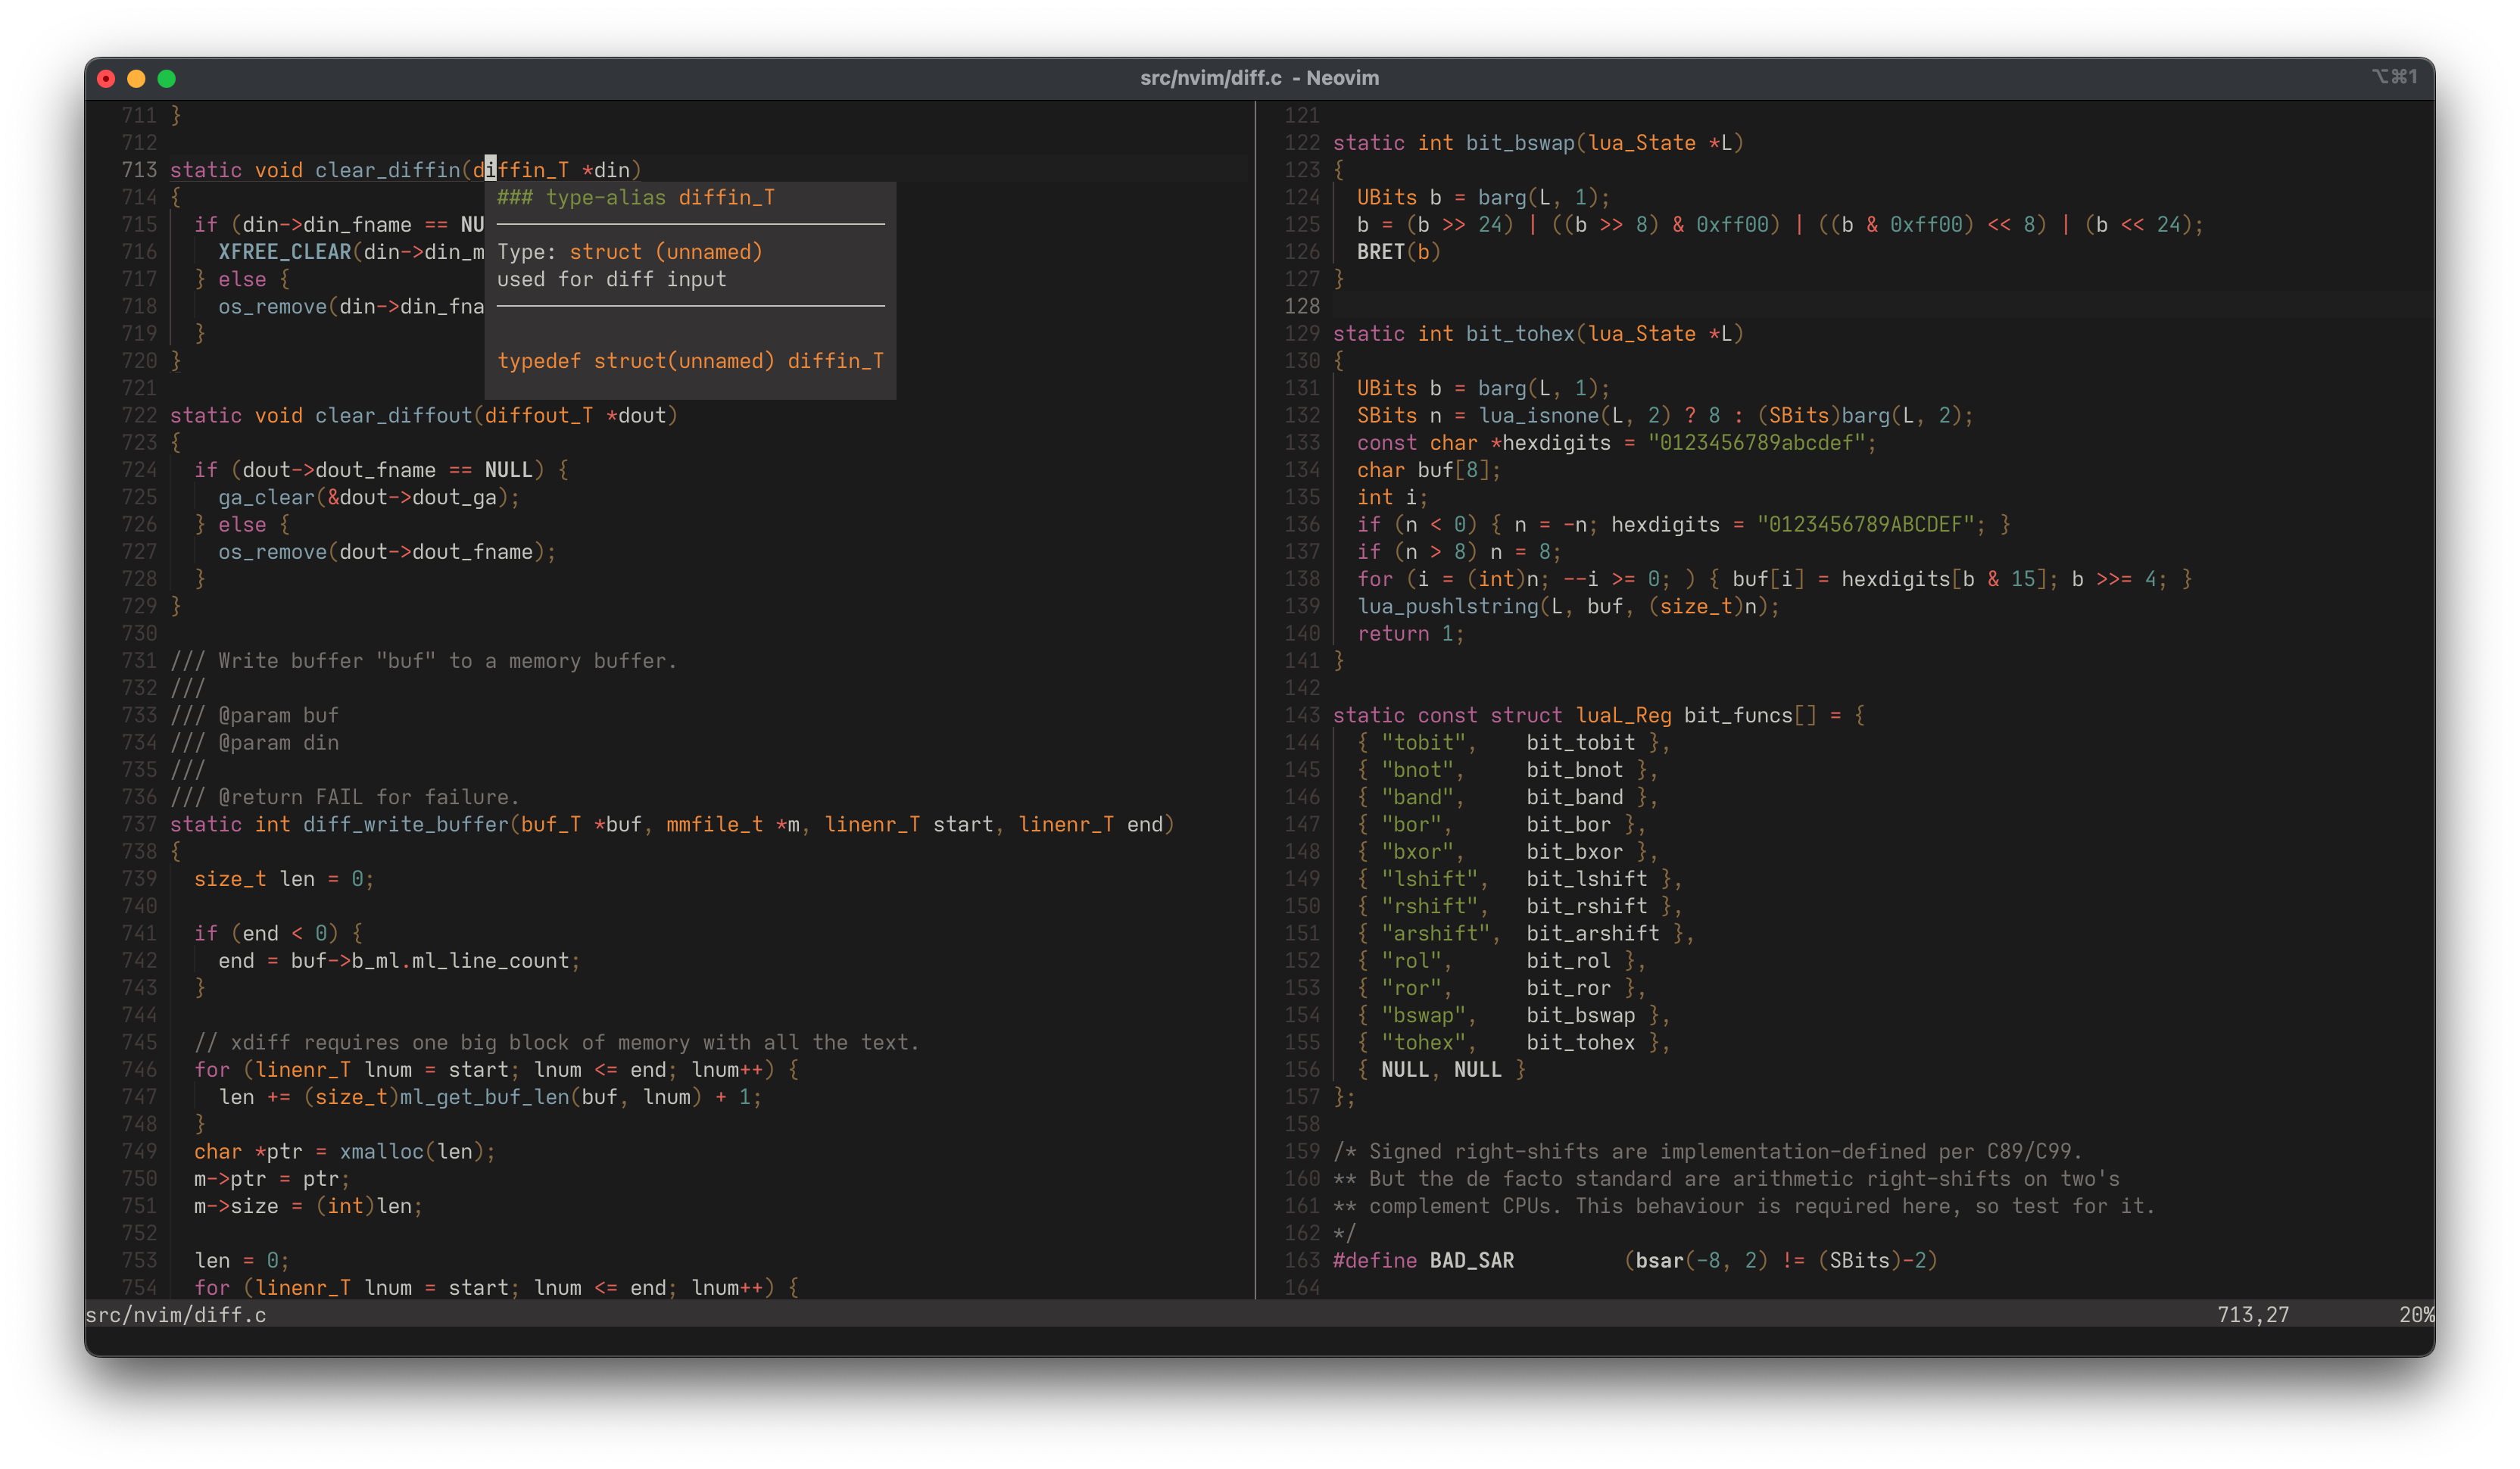 src/nvim/diff.c - Neovim
⌥⌘1
711 }
712
713 static void clear_diffin(diffin_T *din)
714 {
715   if (din->din_fname == NU
716     XFREE_CLEAR(din->din_m
717   } else {
718     os_remove(din->din_fna
719   }
720 }
721
### type-alias diffin_T
Type: struct (unnamed)
used for diff input
typedef struct(unnamed) diffin_T
722 static void clear_diffout(diffout_T *dout)
723 {
724   if (dout->dout_fname == NULL) {
725     ga_clear(&dout->dout_ga);
726   } else {
727     os_remove(dout->dout_fname);
728   }
729 }
730
731 /// Write buffer "buf" to a memory buffer.
732 ///
733 /// @param buf
734 /// @param din
735 ///
736 /// @return FAIL for failure.
737 static int diff_write_buffer(buf_T *buf, mmfile_t *m, linenr_T start, linenr_T end)
738 {
739   size_t len = 0;
740
741   if (end < 0) {
742     end = buf->b_ml.ml_line_count;
743   }
744
745   // xdiff requires one big block of memory with all the text.
746   for (linenr_T lnum = start; lnum <= end; lnum++) {
747     len += (size_t)ml_get_buf_len(buf, lnum) + 1;
748   }
749   char *ptr = xmalloc(len);
750   m->ptr = ptr;
751   m->size = (int)len;
752
753   len = 0;
754   for (linenr_T lnum = start; lnum <= end; lnum++) {
121
122 static int bit_bswap(lua_State *L)
123 {
124   UBits b = barg(L, 1);
125   b = (b >> 24) | ((b >> 8) & 0xff00) | ((b & 0xff00) << 8) | (b << 24);
126   BRET(b)
127 }
128
129 static int bit_tohex(lua_State *L)
130 {
131   UBits b = barg(L, 1);
132   SBits n = lua_isnone(L, 2) ? 8 : (SBits)barg(L, 2);
133   const char *hexdigits = "0123456789abcdef";
134   char buf[8];
135   int i;
136   if (n < 0) { n = -n; hexdigits = "0123456789ABCDEF"; }
137   if (n > 8) n = 8;
138   for (i = (int)n; --i >= 0; ) { buf[i] = hexdigits[b & 15]; b >>= 4; }
139   lua_pushlstring(L, buf, (size_t)n);
140   return 1;
141 }
142
143 static const struct luaL_Reg bit_funcs[] = {
144   { "tobit",    bit_tobit },
145   { "bnot",     bit_bnot },
146   { "band",     bit_band },
147   { "bor",      bit_bor },
148   { "bxor",     bit_bxor },
149   { "lshift",   bit_lshift },
150   { "rshift",   bit_rshift },
151   { "arshift",  bit_arshift },
152   { "rol",      bit_rol },
153   { "ror",      bit_ror },
154   { "bswap",    bit_bswap },
155   { "tohex",    bit_tohex },
156   { NULL, NULL }
157 };
158
159 /* Signed right-shifts are implementation-defined per C89/C99.
160 ** But the de facto standard are arithmetic right-shifts on two's
161 ** complement CPUs. This behaviour is required here, so test for it.
162 */
163 #define BAD_SAR         (bsar(-8, 2) != (SBits)-2)
164
src/nvim/diff.c 713,27 20%